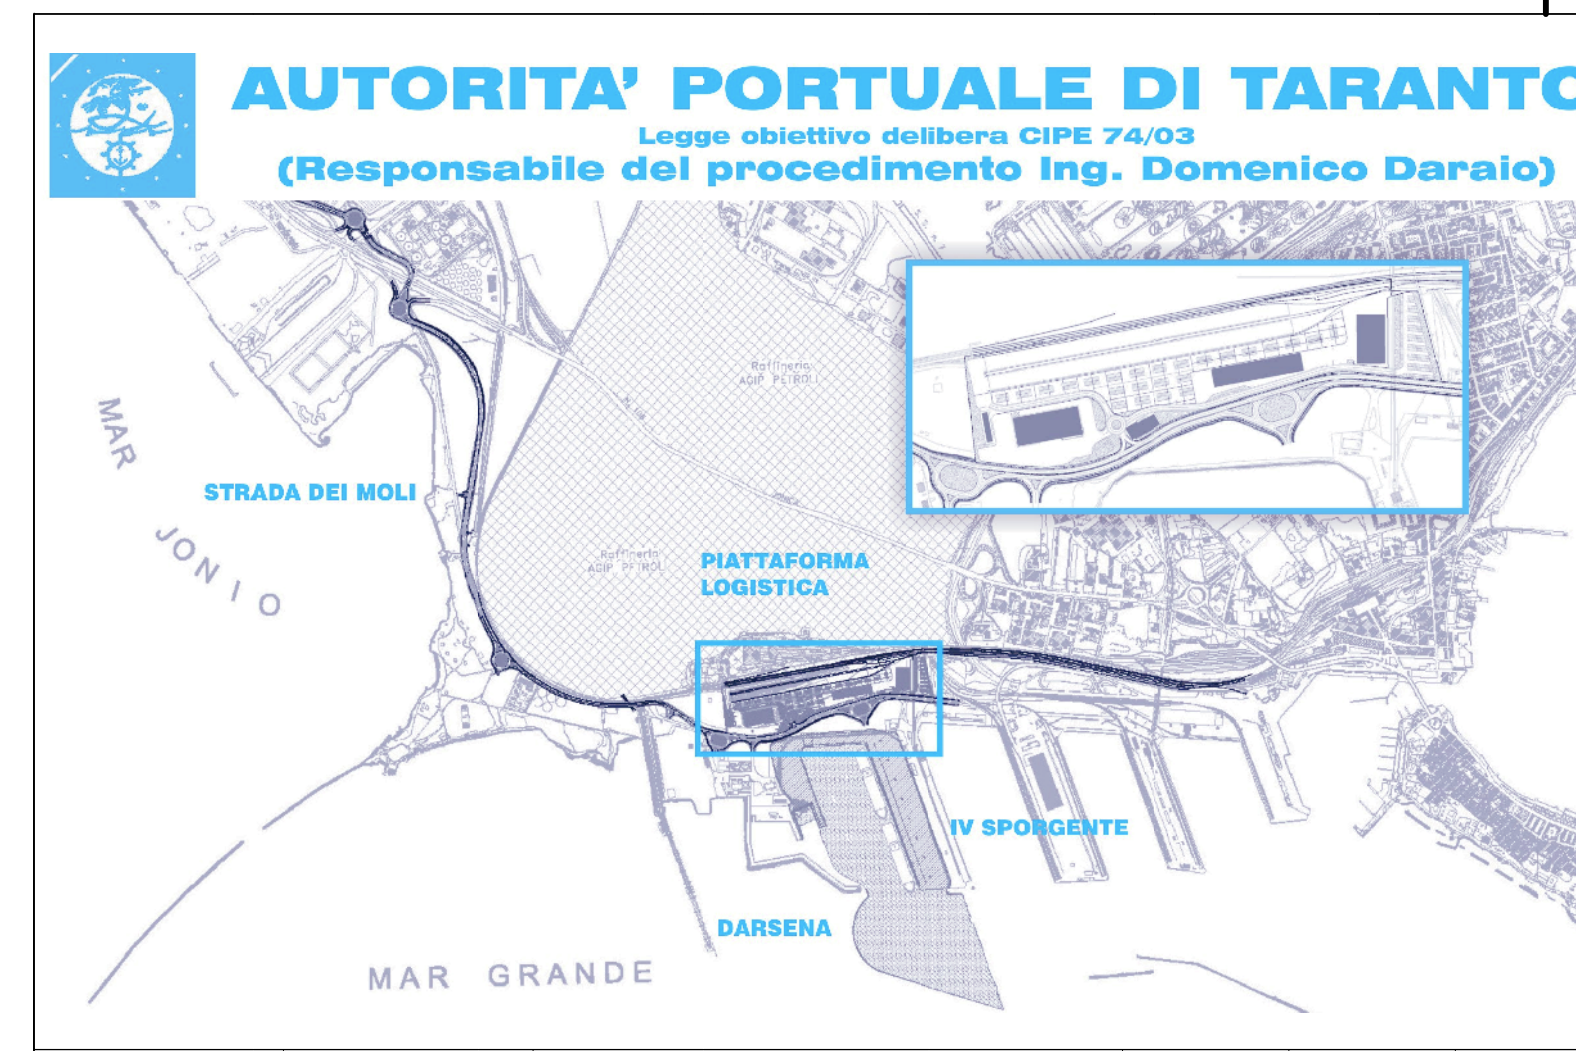 AUTORITA' PORTUALE DI TARANTO
Legge obiettivo delibera CIPE 74/03
(Responsabile del procedimento Ing. Domenico Daraio)
Raffineria
AGIP PETROLI
MAR
JONIO
STRADA DEI MOLI
Raffineria
AGIP PETROL
PIATTAFORMA
LOGISTICA
IV SPORGENTE
DARSENA
MAR GRANDE